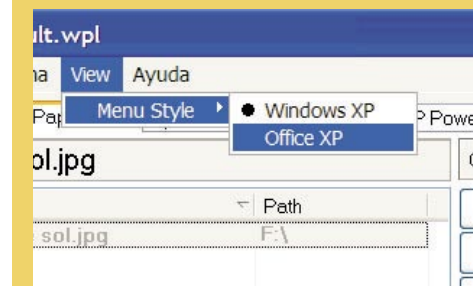 ult.wpl
na View Ayuda
Menu Style Windows XP
Office XP
Pap P Powe
ol.jpg
Path
sol.jpg F:\